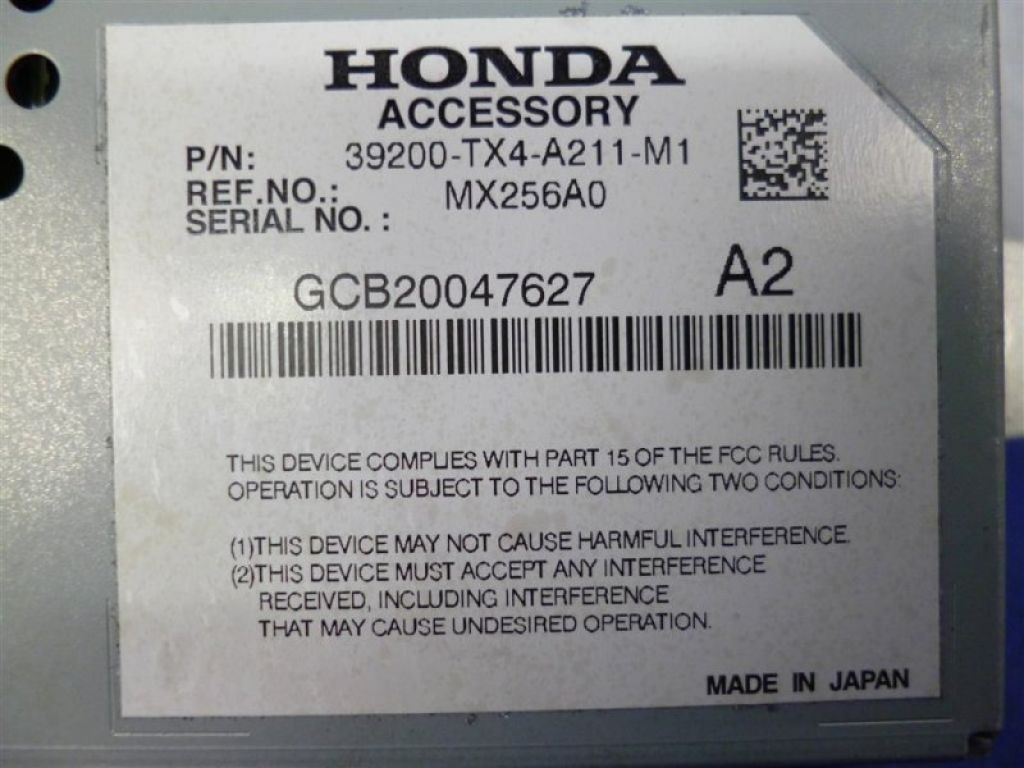 HONDA
ACCESSORY
P/N: 39200-TX4-A211-M1
REF.NO.: MX256A0
SERIAL NO. :
GCB20047627 A2
THIS DEVICE COMPLIES WITH PART 15 OF THE FCC RULES.
OPERATION IS SUBJECT TO THE FOLLOWING TWO CONDITIONS:
(1)THIS DEVICE MAY NOT CAUSE HARMFUL INTERFERENCE.
(2)THIS DEVICE MUST ACCEPT ANY INTERFERENCE
RECEIVED, INCLUDING INTERFERENCE
THAT MAY CAUSE UNDESIRED OPERATION.
MADE IN JAPAN